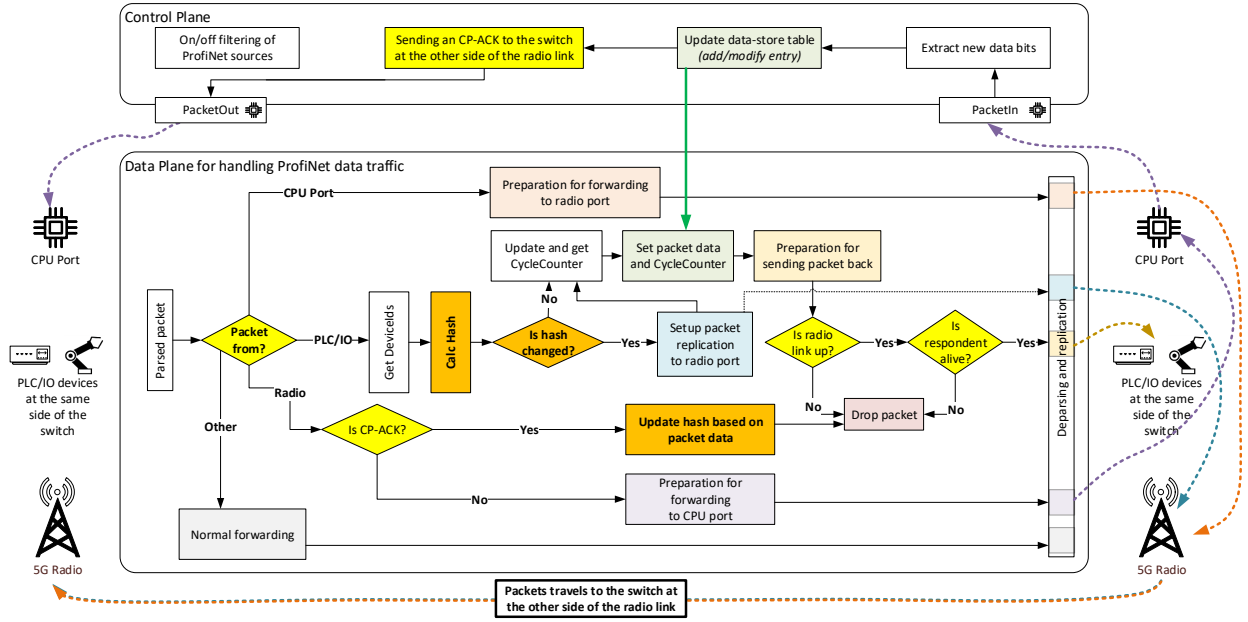 Control Plane
On/off filtering of
ProfiNet sources
Sending an CP-ACK to the switch
at the other side of the radio link
Update data-store table
(add/modify entry)
Extract new data bits
PacketOut
PacketIn
Data Plane for handling ProfiNet data traffic
CPU Port
Preparation for forwarding
to radio port
CPU Port
CPU Port
Update and get
CycleCounter
Set packet data
and CycleCounter
Preparation for
sending packet back
No
Parsed packet
Packet
from?
PLC/IO
Get DeviceIds
Calc Hash
Is hash
changed?
Yes
Setup packet
replication
to radio port
Is radio
link up?
Yes
Is
respondent
alive?
Yes
Deparsing and replication
PLC/IO devices
at the same
side of the
switch
PLC/IO devices
at the same
side of the
switch
Radio
Other
No
No
Drop packet
Is CP-ACK?
Yes
Update hash based on
packet data
No
Preparation for
forwarding
to CPU port
Normal forwarding
5G Radio
5G Radio
Packets travels to the switch at
the other side of the radio link